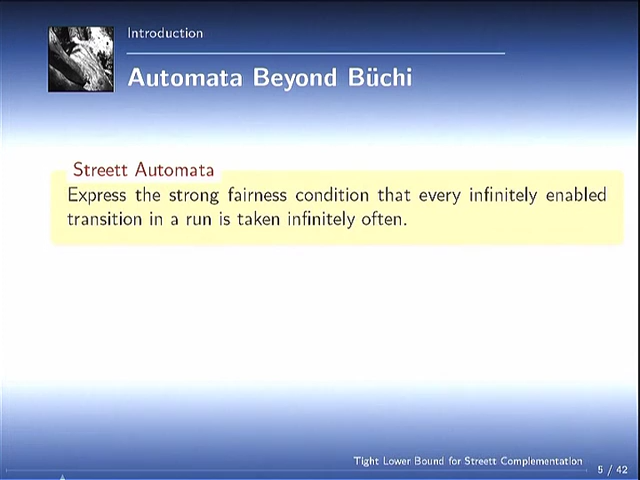 Introduction
Automata Beyond Büchi
Streett Automata
Express the strong fairness condition that every infinitely enabled
transition in a run is taken infinitely often.
Tight Lower Bound for Streett Complementation
5 / 42